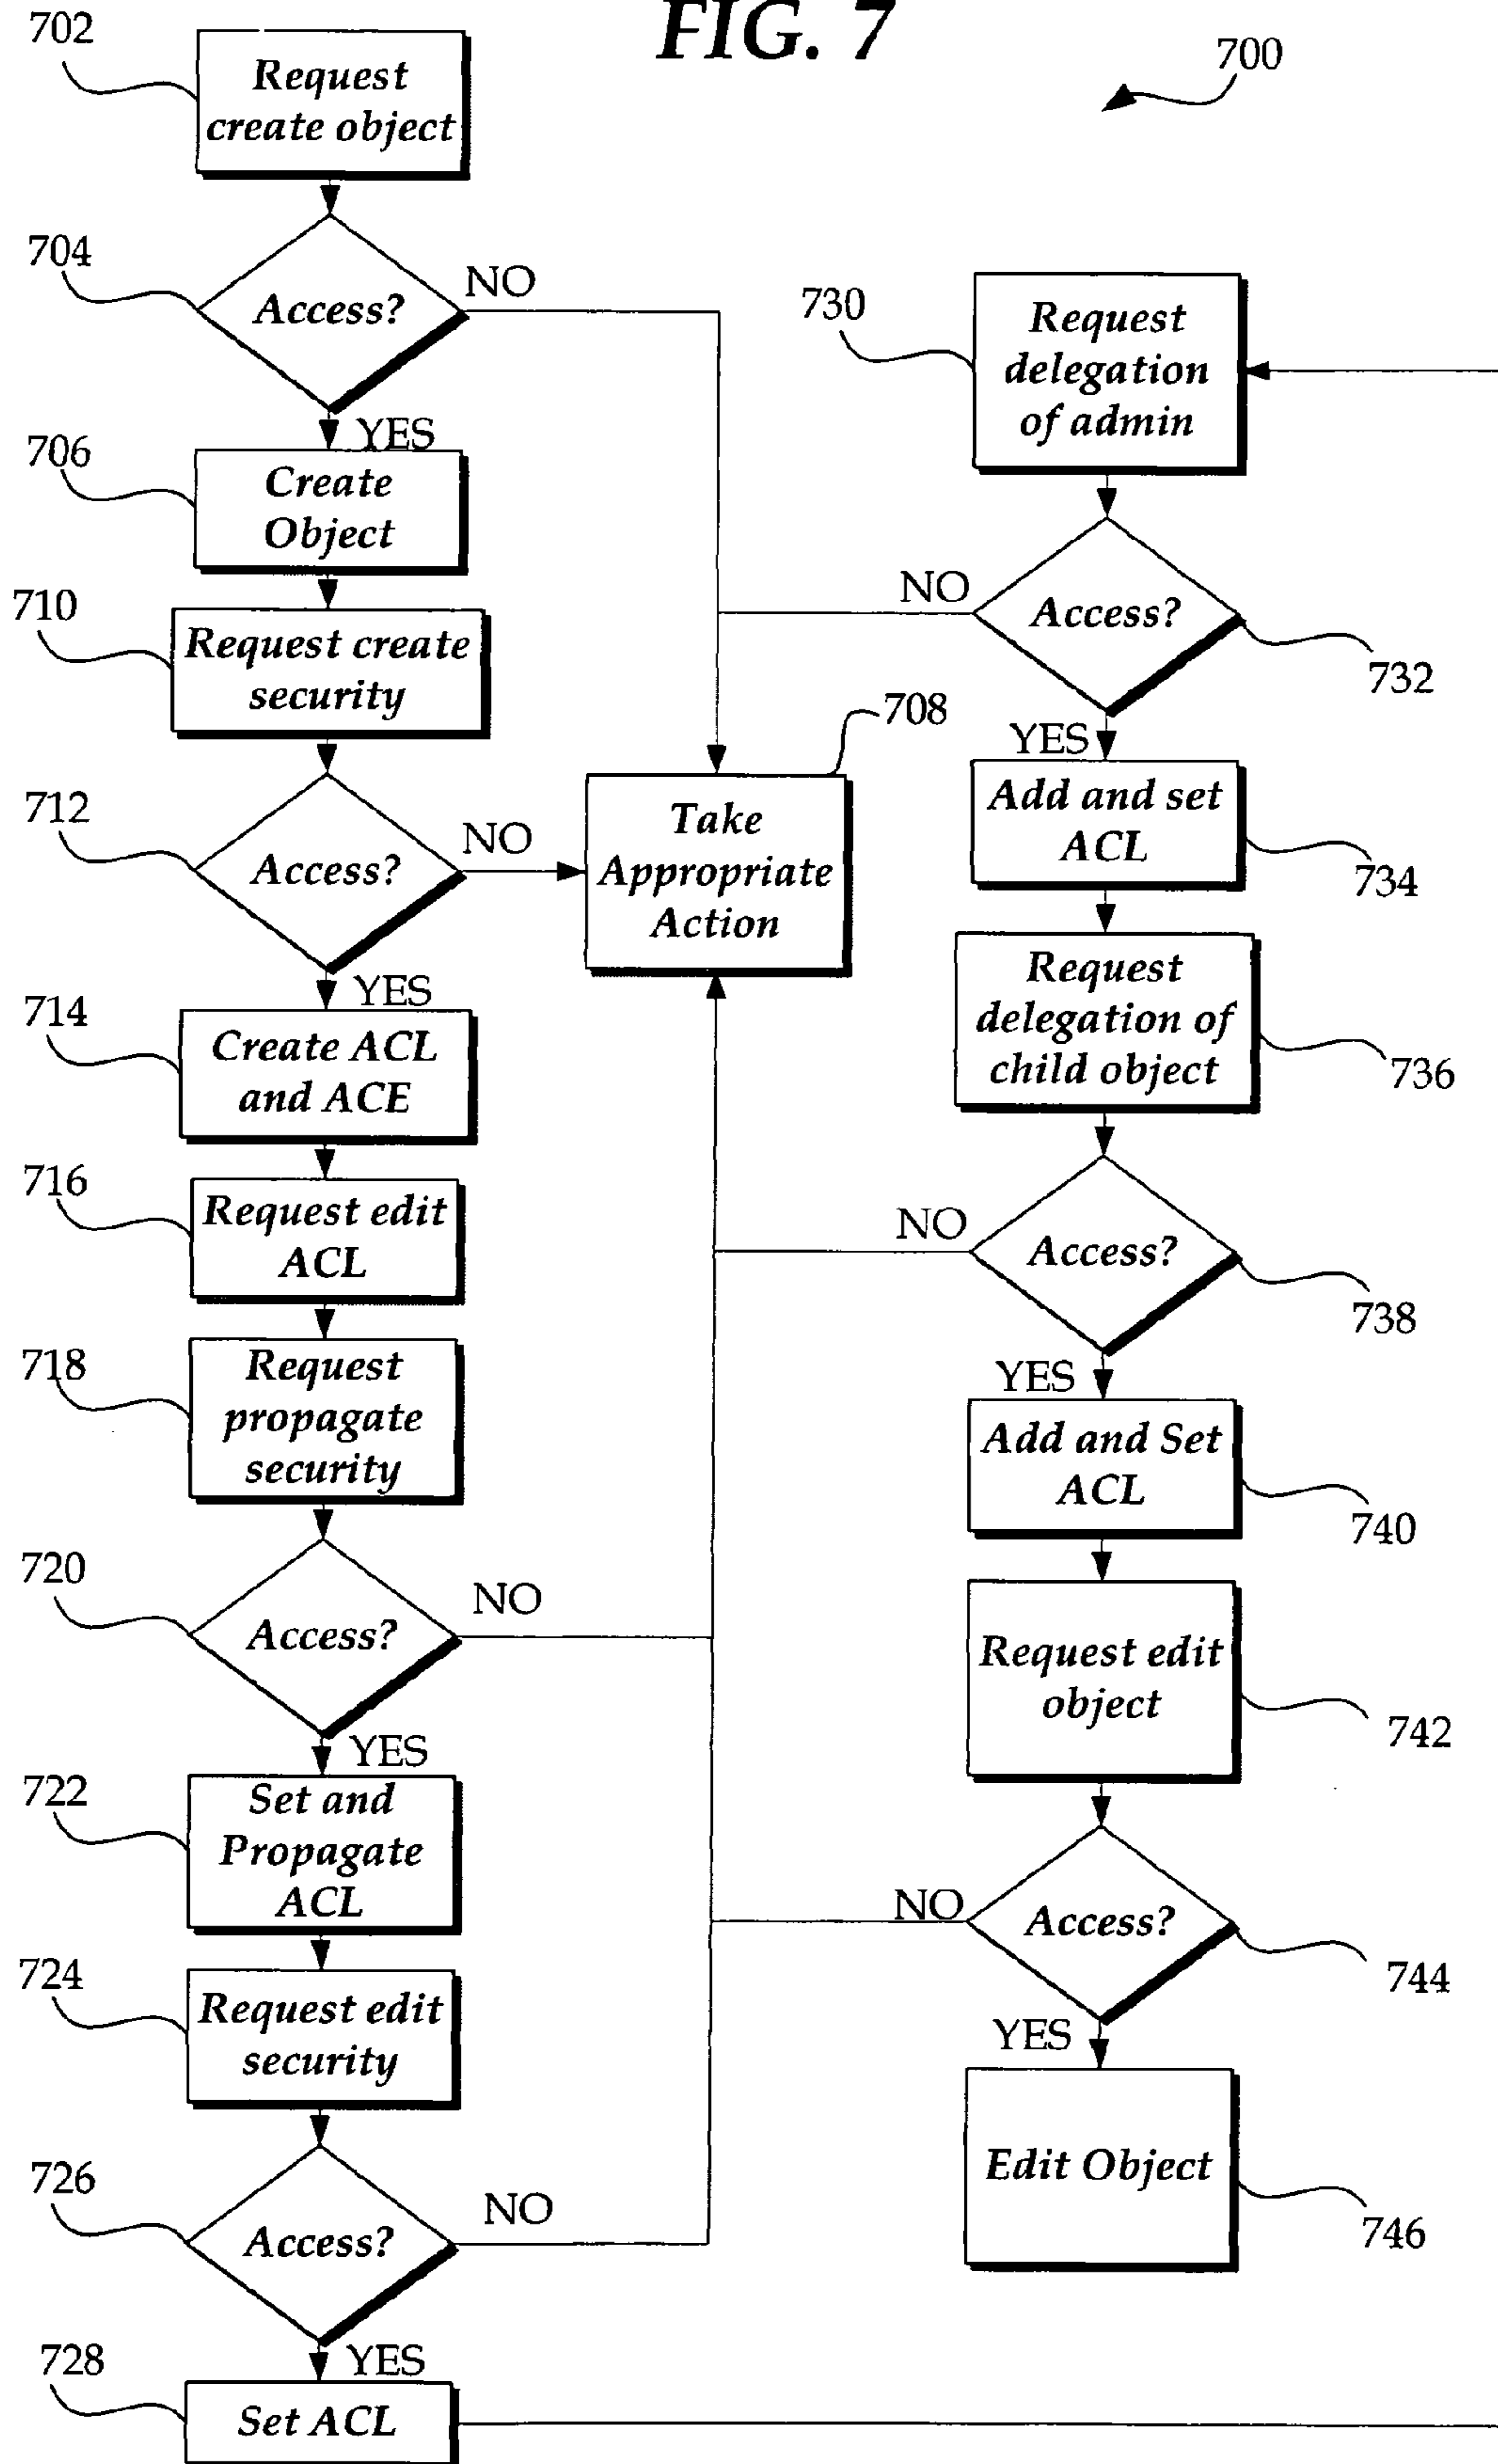 FIG. 7
700
702
Request
create object
704
Access?
NO
YES
706
Create
Object
710
Request create
security
712
Access?
NO
YES
708
Take
Appropriate
Action
714
Create ACL
and ACE
716
Request edit
ACL
718
Request
propagate
security
720
Access?
NO
YES
722
Set and
Propagate
ACL
724
Request edit
security
726
Access?
NO
YES
728
Set ACL
730
Request
delegation
of admin
NO
Access?
732
YES
Add and set
ACL
734
Request
delegation of
child object
736
NO
Access?
738
YES
Add and Set
ACL
740
Request edit
object
742
NO
Access?
744
YES
Edit Object
746